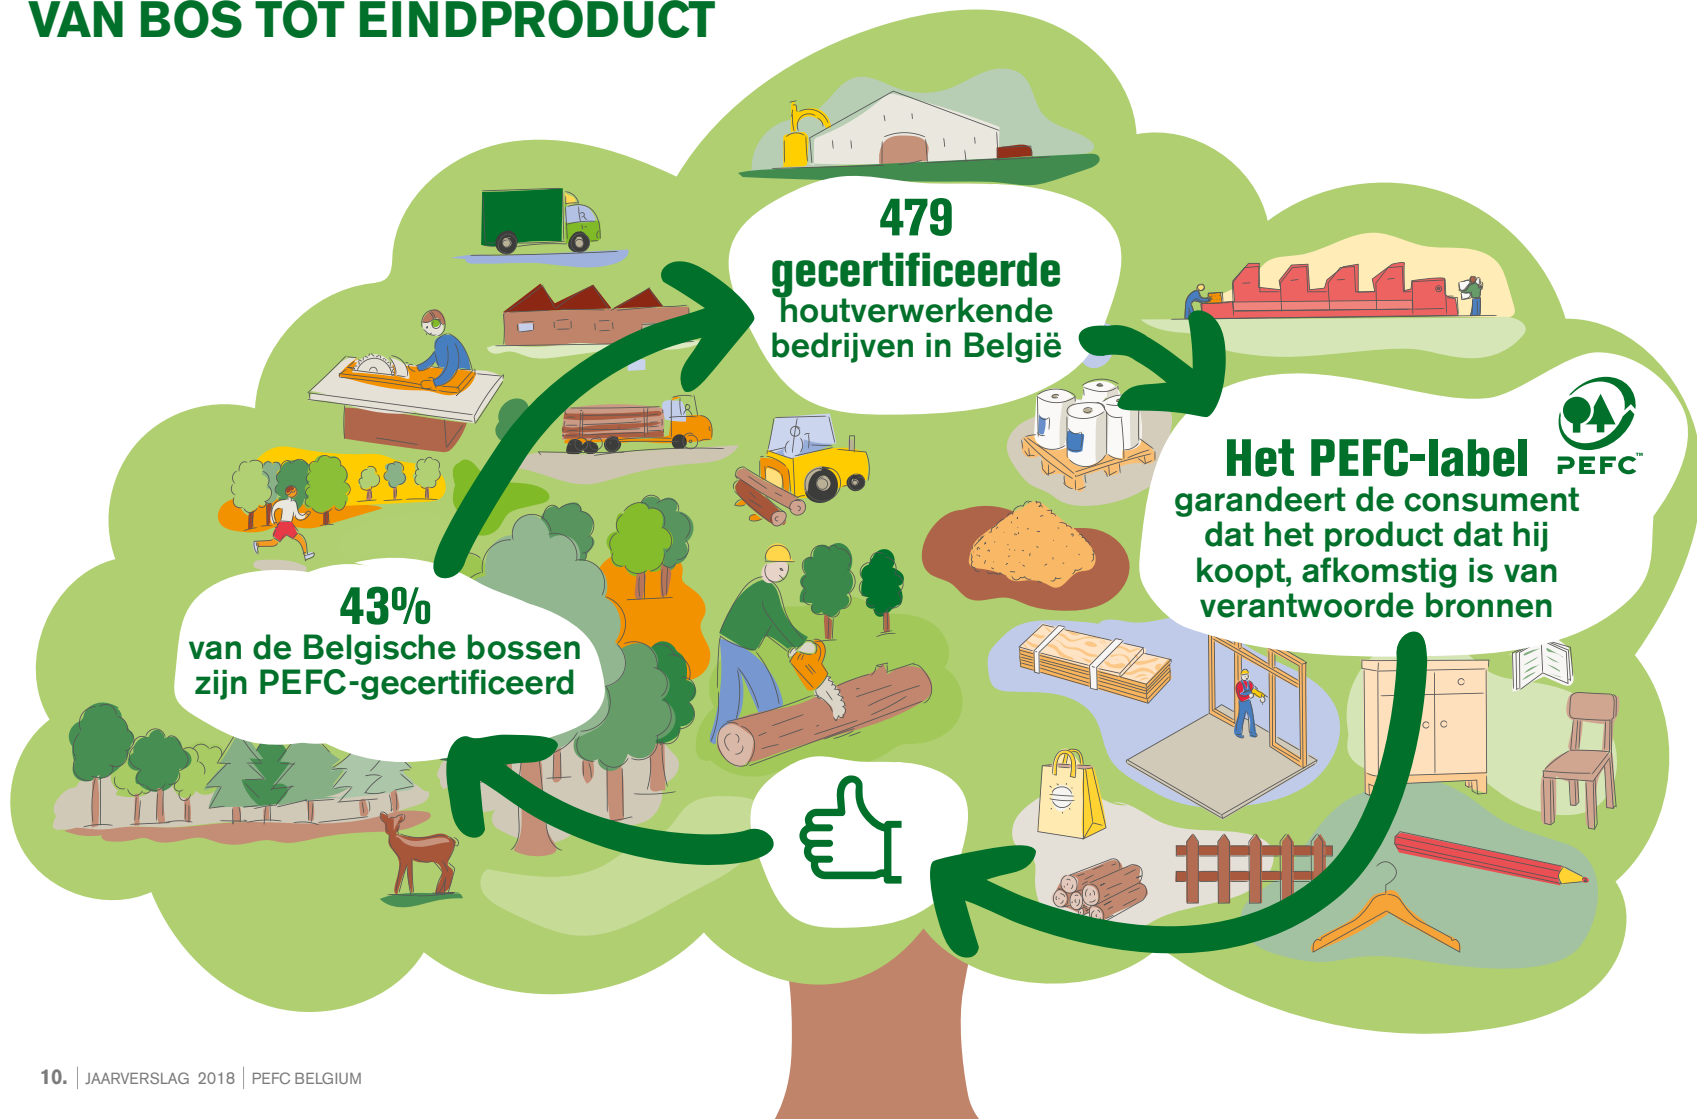 VAN BOS TOT EINDPRODUCT
479
gecertificeerde
houtverwerkende
bedrijven in België
Het PEFC-label
PEFC™
garandeert de consument
dat het product dat hij
koopt, afkomstig is van
verantwoorde bronnen
43%
van de Belgische bossen
zijn PEFC-gecertificeerd
10. JAARVERSLAG 2018 PEFC BELGIUM